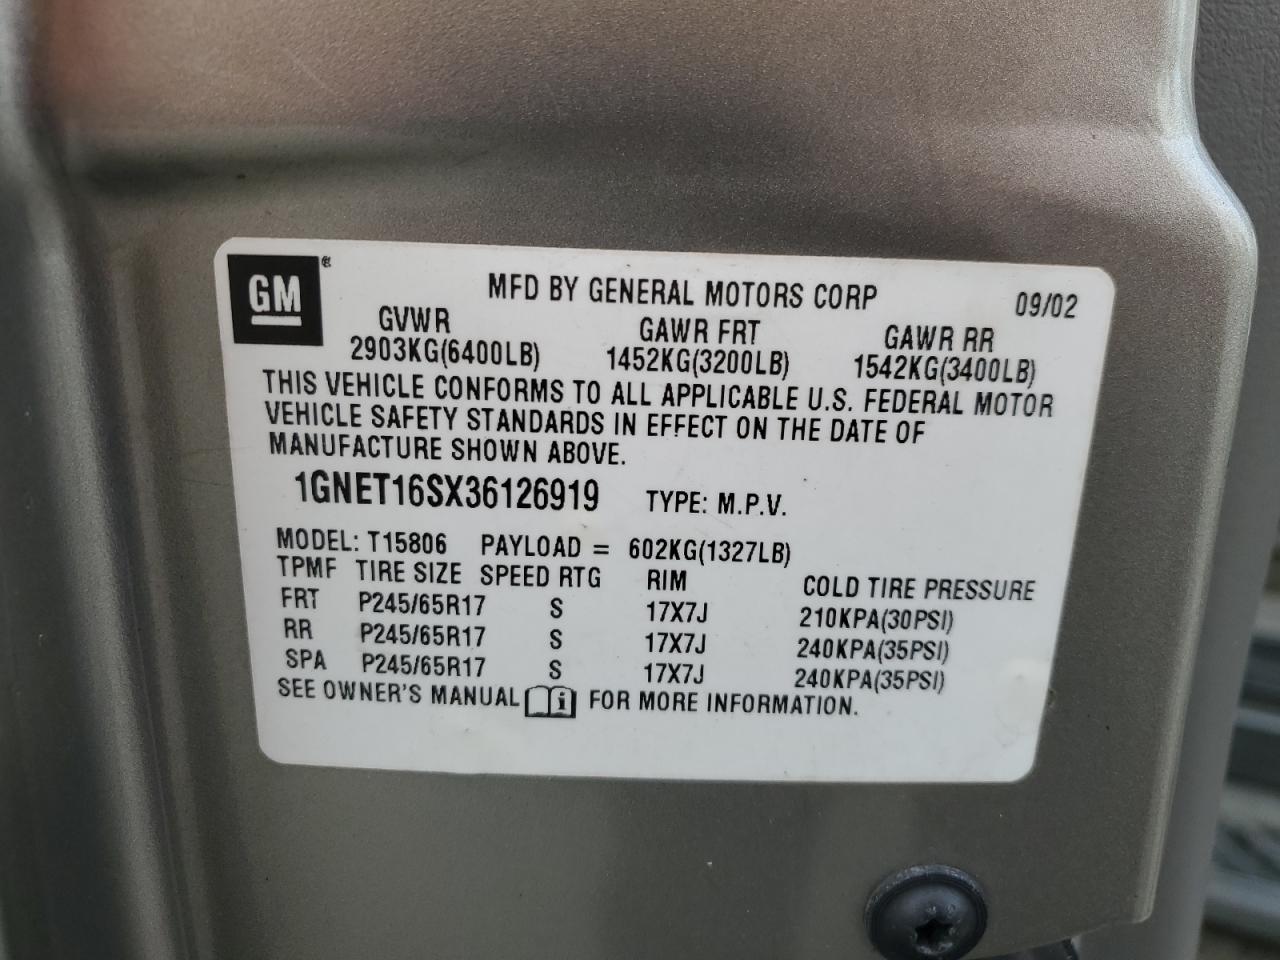 GM ®
MFD BY GENERAL MOTORS CORP 09/02
GVWR GAWR FRT GAWR RR
2903KG(6400LB) 1452KG(3200LB) 1542KG(3400LB)
THIS VEHICLE CONFORMS TO ALL APPLICABLE U.S. FEDERAL MOTOR
VEHICLE SAFETY STANDARDS IN EFFECT ON THE DATE OF
MANUFACTURE SHOWN ABOVE.
1GNET16SX36126919 TYPE: M.P.V.
MODEL: T15806 PAYLOAD = 602KG(1327LB)
TPMF TIRE SIZE SPEED RTG RIM COLD TIRE PRESSURE
FRT P245/65R17 S 17X7J 210KPA(30PSI)
RR P245/65R17 S 17X7J 240KPA(35PSI)
SPA P245/65R17 S 17X7J 240KPA(35PSI)
SEE OWNER'S MANUAL i FOR MORE INFORMATION.